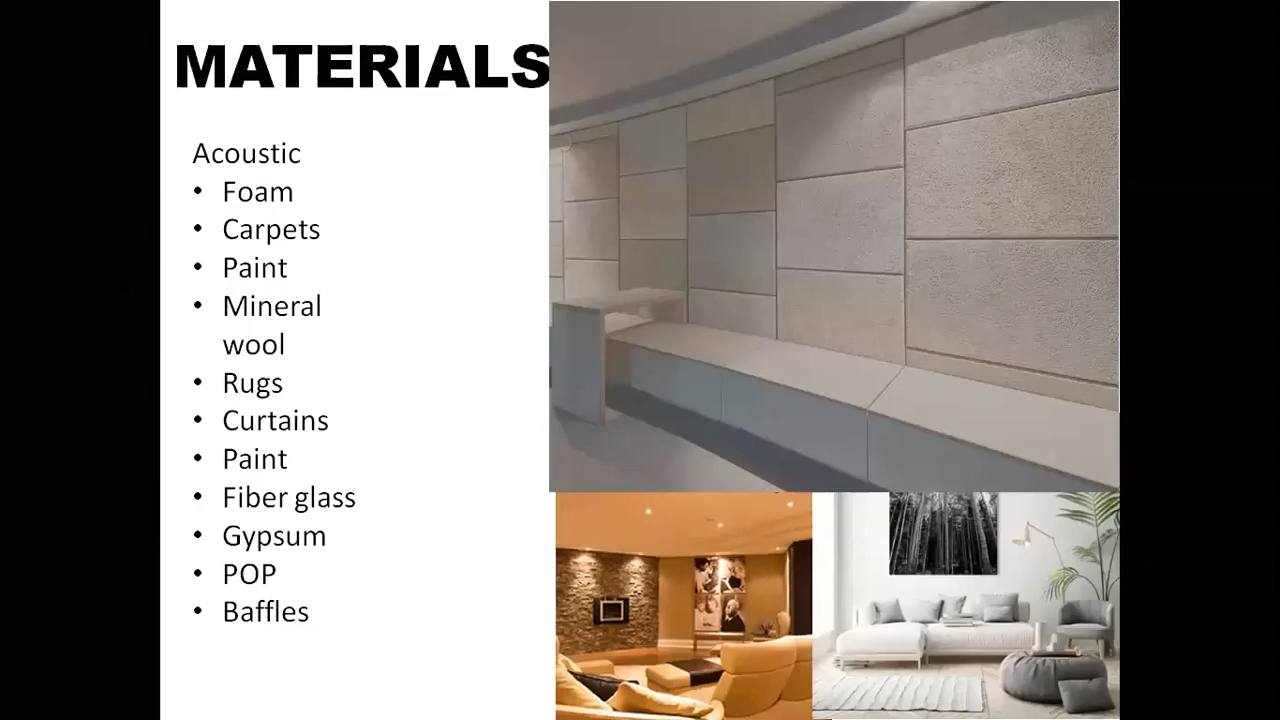 MATERIALS
Acoustic
• Foam
• Carpets
• Paint
• Mineral
wool
• Rugs
• Curtains
• Paint
• Fiber glass
• Gypsum
• POP
• Baffles